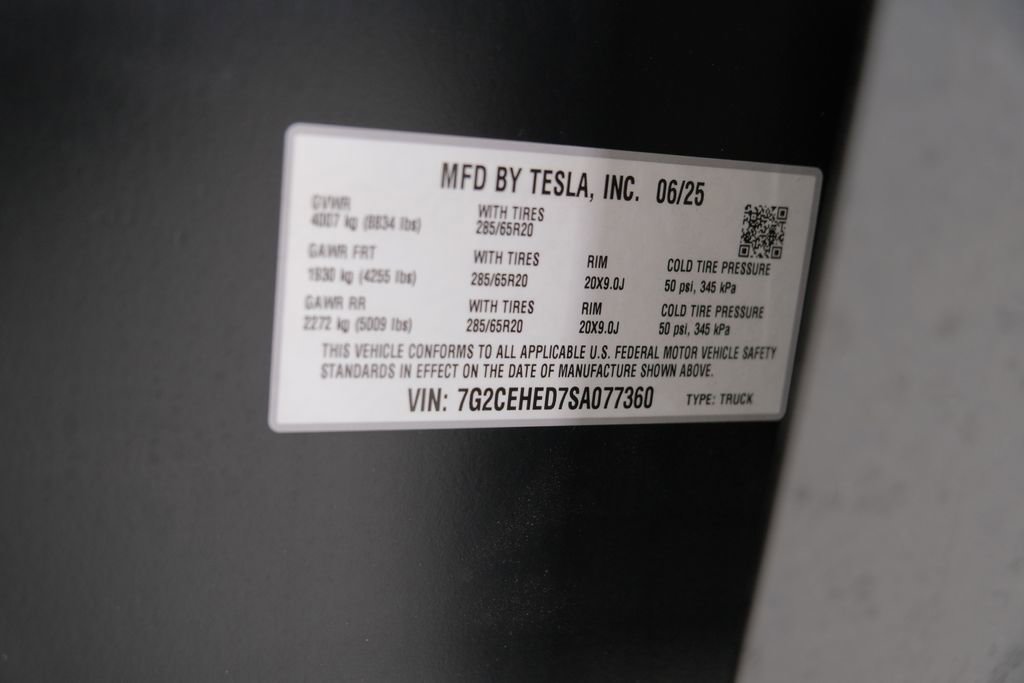 MFD BY TESLA, INC. 06/25
GVWR
4007 kg (8834 lbs)
WITH TIRES
285/65R20
GAWR FRT
1930 kg (4255 lbs)
WITH TIRES
285/65R20
RIM
20X9.0J
COLD TIRE PRESSURE
50 psi, 345 kPa
GAWR RR
2272 kg (5009 lbs)
WITH TIRES
285/65R20
RIM
20X9.0J
COLD TIRE PRESSURE
50 psi, 345 kPa
THIS VEHICLE CONFORMS TO ALL APPLICABLE U.S. FEDERAL MOTOR VEHICLE SAFETY
STANDARDS IN EFFECT ON THE DATE OF MANUFACTURE SHOWN ABOVE.
VIN: 7G2CEHED7SA077360 TYPE: TRUCK